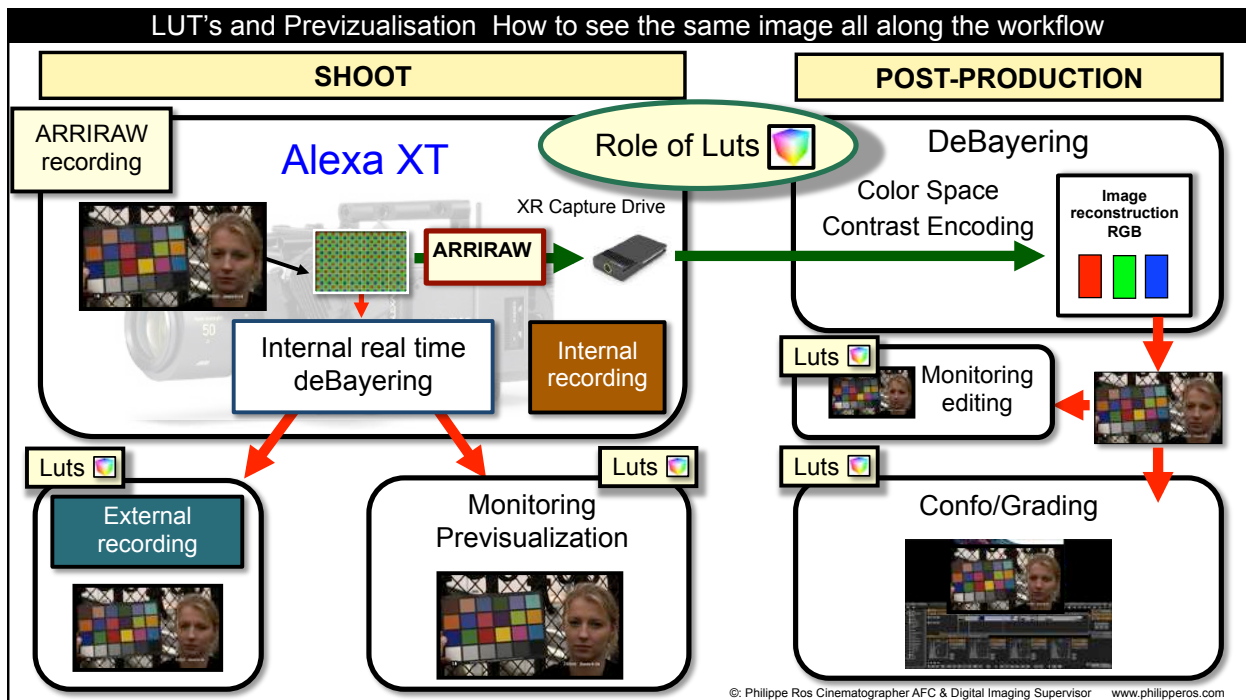 LUT's and Previzualisation  How to see the same image all along the workflow
SHOOT
POST-PRODUCTION
ARRIRAW
recording
Alexa XT
Role of Luts
XR Capture Drive
ARRIRAW
Internal real time
deBayering
Internal
recording
DeBayering
Color Space
Contrast Encoding
Image
reconstruction
RGB
Luts
Monitoring
editing
Luts
External
recording
Luts
Monitoring
Previsualization
Luts
Confo/Grading
©: Philippe Ros Cinematographer AFC & Digital Imaging Supervisor     www.philipperos.com